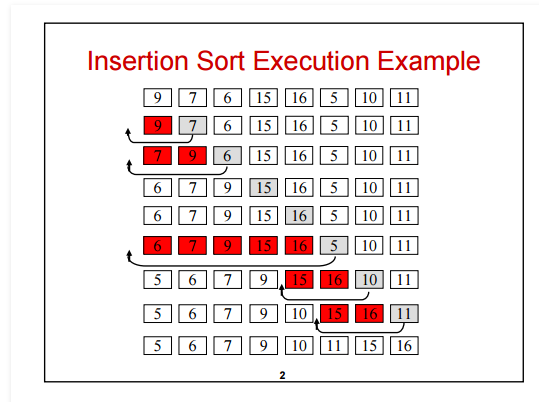 Insertion Sort Execution Example
9 7 6 15 16 5 10 11
9 7 6 15 16 5 10 11
7 9 6 15 16 5 10 11
6 7 9 15 16 5 10 11
6 7 9 15 16 5 10 11
6 7 9 15 16 5 10 11
5 6 7 9 15 16 10 11
5 6 7 9 10 15 16 11
5 6 7 9 10 11 15 16
2